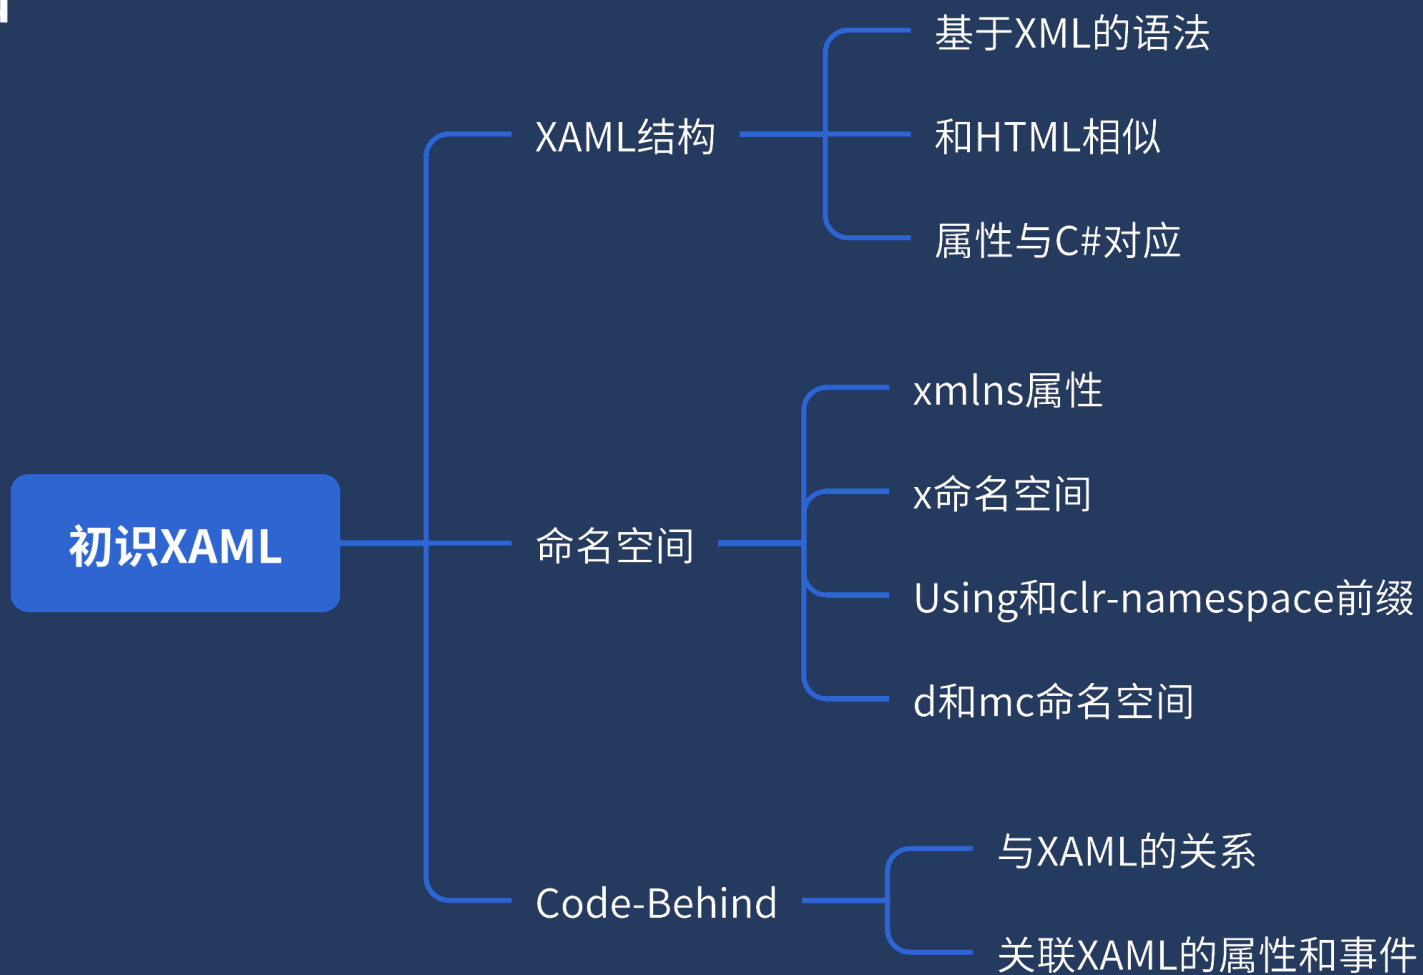 初识XAML
XAML结构
基于XML的语法
和HTML相似
属性与C#对应
命名空间
xmlns属性
x命名空间
Using和clr-namespace前缀
d和mc命名空间
Code-Behind
与XAML的关系
关联XAML的属性和事件